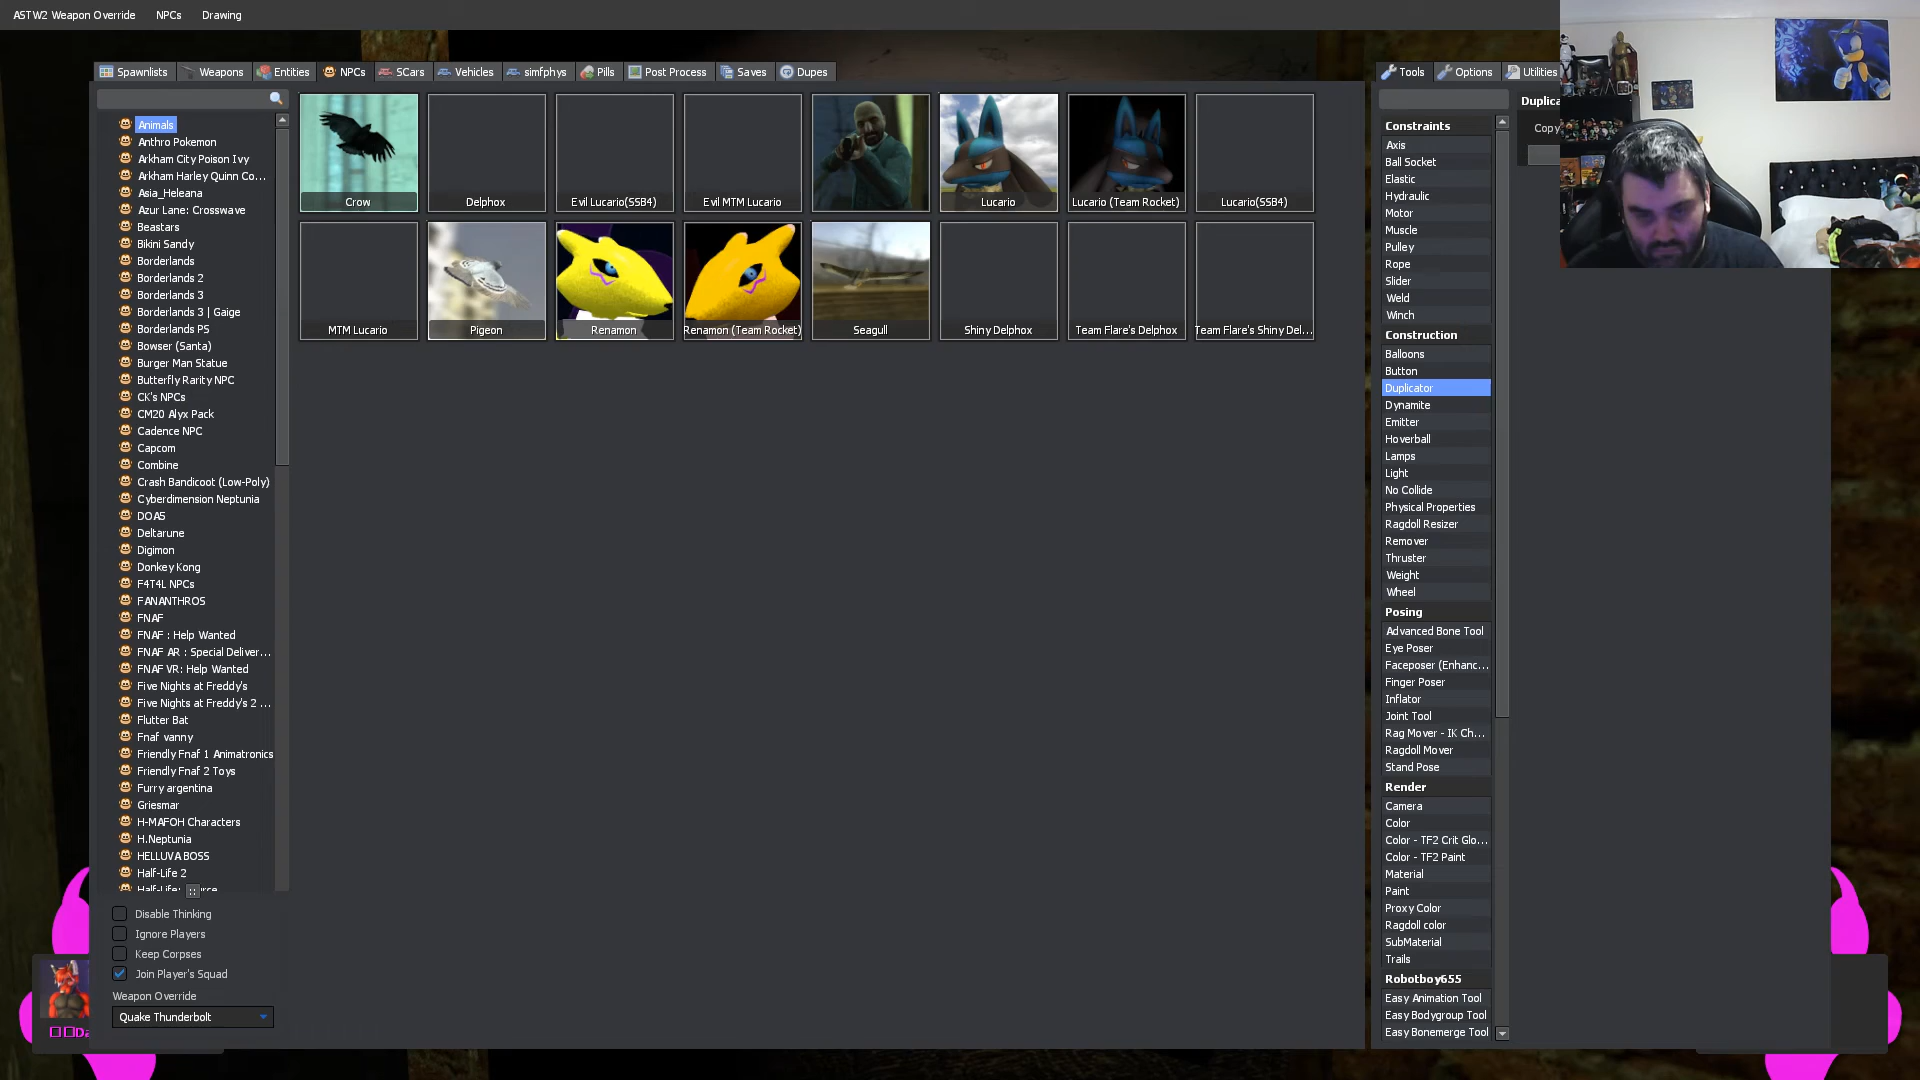 ASTW2 Weapon Override NPCs Drawing
Spawnlists Weapons Entities NPCs SCars Vehicles simfphys Pills Post Process Saves Dupes
Animals
Anthro Pokemon
Arkham City Poison Ivy
Arkham Harley Quinn Co...
Asia_Heleana
Azur Lane: Crosswave
Beastars
Bikini Sandy
Borderlands
Borderlands 2
Borderlands 3
Borderlands 3 | Gaige
Borderlands PS
Bowser (Santa)
Burger Man Statue
Butterfly Rarity NPC
CK's NPCs
CM20 Alyx Pack
Cadence NPC
Capcom
Combine
Crash Bandicoot (Low-Poly)
Cyberdimension Neptunia
DOA5
Deltarune
Digimon
Donkey Kong
F4T4L NPCs
FANANTHROS
FNAF
FNAF : Help Wanted
FNAF AR : Special Deliver...
FNAF VR: Help Wanted
Five Nights at Freddy's
Five Nights at Freddy's 2 ...
Flutter Bat
Fnaf vanny
Friendly Fnaf 1 Animatronics
Friendly Fnaf 2 Toys
Furry argentina
Griesmar
H-MAFOH Characters
H.Neptunia
HELLUVA BOSS
Half-Life 2
Disable Thinking
Ignore Players
Keep Corpses
Join Player's Squad
Weapon Override
Quake Thunderbolt
Crow Delphox Evil Lucario(SSB4) Evil MTM Lucario Lucario Lucario (Team Rocket) Lucario(SSB4)
MTM Lucario Pigeon Renamon Renamon (Team Rocket) Seagull Shiny Delphox Team Flare's Delphox Team Flare's Shiny Del...
Tools Options Utilities
Constraints
Axis
Ball Socket
Elastic
Hydraulic
Motor
Muscle
Pulley
Rope
Slider
Weld
Winch
Construction
Balloons
Button
Duplicator
Dynamite
Emitter
Hoverball
Lamps
Light
No Collide
Physical Properties
Ragdoll Resizer
Remover
Thruster
Weight
Wheel
Posing
Advanced Bone Tool
Eye Poser
Faceposer (Enhanc...
Finger Poser
Inflator
Joint Tool
Rag Mover - IK Ch...
Ragdoll Mover
Stand Pose
Render
Camera
Color
Color - TF2 Crit Glo...
Color - TF2 Paint
Material
Paint
Proxy Color
Ragdoll color
SubMaterial
Trails
Robotboy655
Easy Animation Tool
Easy Bodygroup Tool
Easy Bonemerge Tool
Duplica
Copy